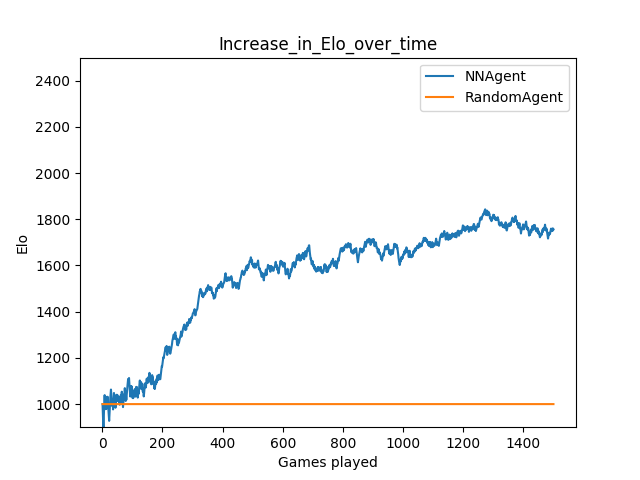 Increase_in_Elo_over_time
NNAgent
RandomAgent
2400
2200
2000
1800
1600
1400
1200
1000
Elo
0 200 400 600 800 1000 1200 1400
Games played